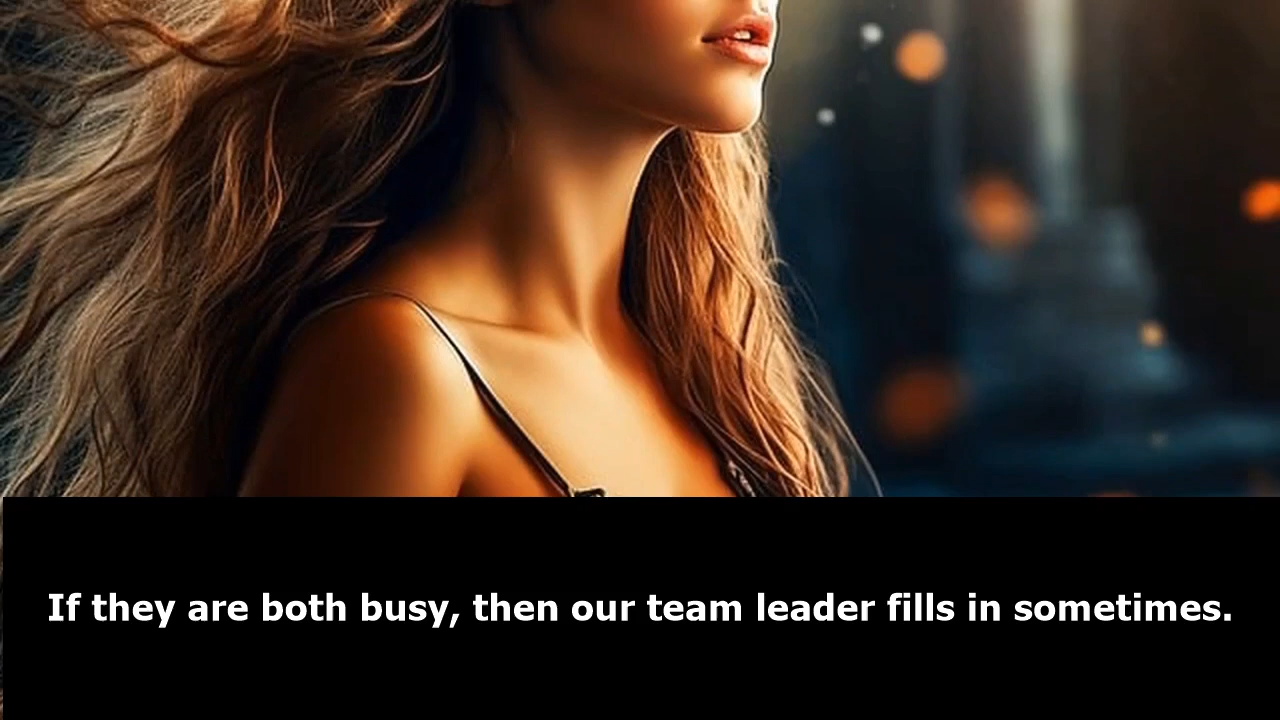 If they are both busy, then our team leader fills in sometimes.